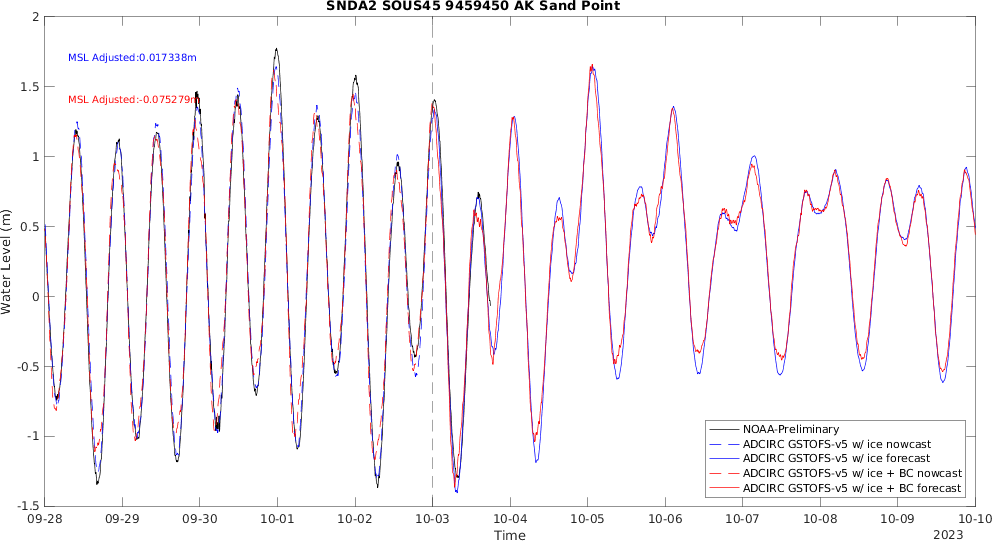 SNDA2 SOUS45 9459450 AK Sand Point
MSL Adjusted:0.017338m
MSL Adjusted:-0.075279m
Water Level (m)
2
1.5
1
0.5
0
-0.5
-1
-1.5
NOAA-Preliminary
ADCIRC GSTOFS-v5 w/ ice nowcast
ADCIRC GSTOFS-v5 w/ ice forecast
ADCIRC GSTOFS-v5 w/ ice + BC nowcast
ADCIRC GSTOFS-v5 w/ ice + BC forecast
09-28 09-29 09-30 10-01 10-02 10-03 10-04 10-05 10-06 10-07 10-08 10-09 10-10
Time
2023